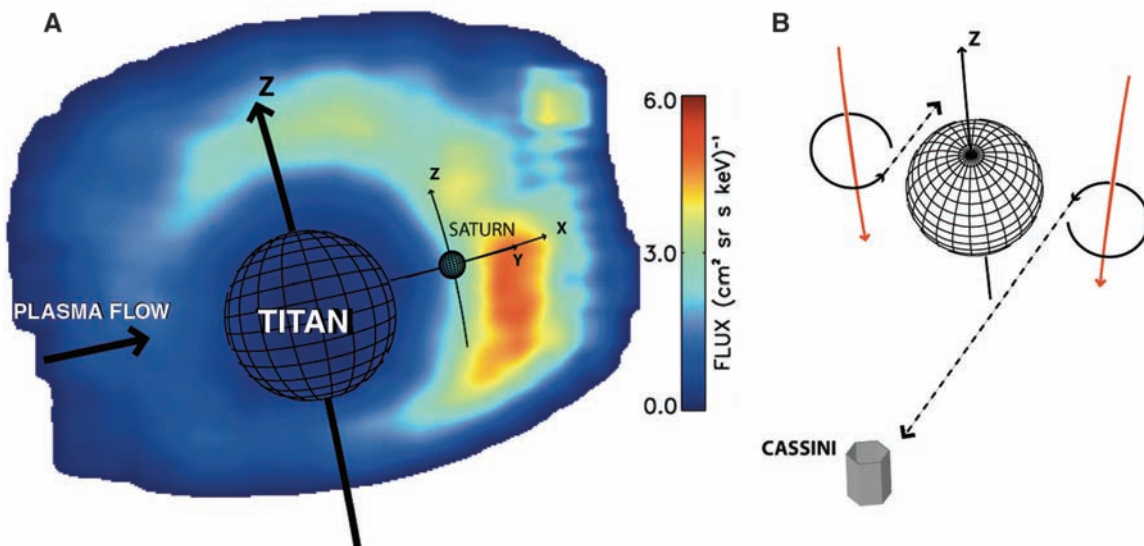 A
Z
Z
SATURN
X
Y
PLASMA FLOW
TITAN
6.0
3.0
0.0
FLUX (cm² sr s keV)⁻¹
B
Z
CASSINI